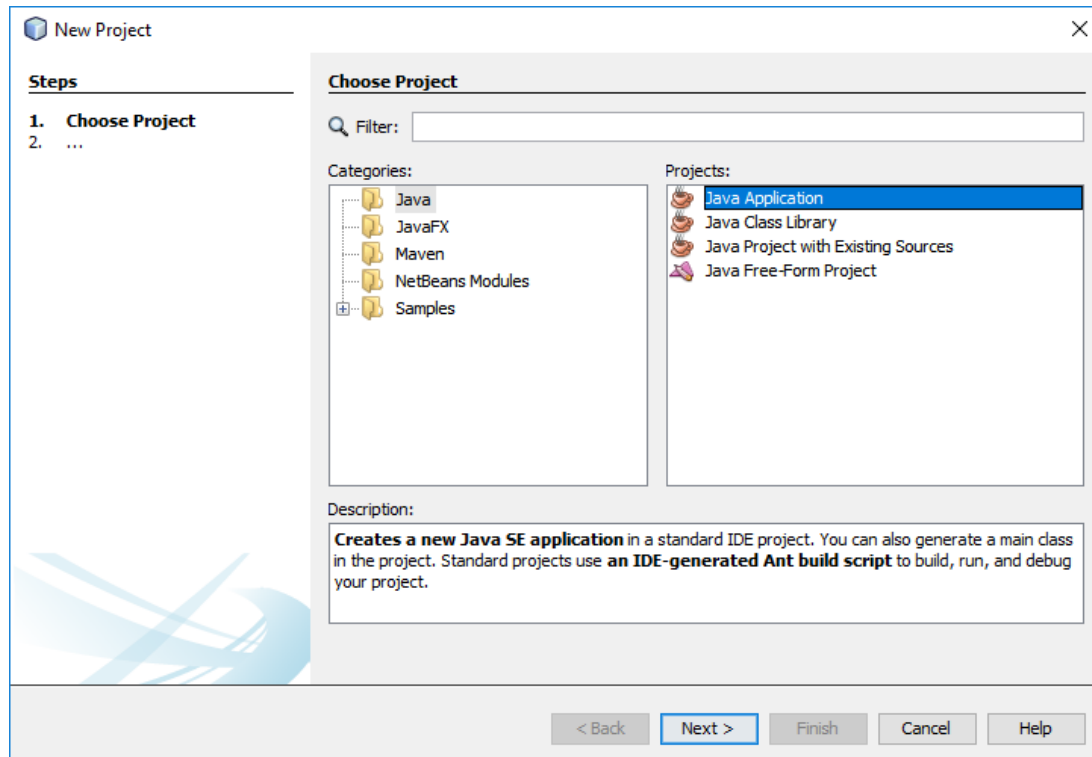 New Project
Steps
1. Choose Project
2. ...
Choose Project
Filter:
Categories:
Java
JavaFX
Maven
NetBeans Modules
Samples
Projects:
Java Application
Java Class Library
Java Project with Existing Sources
Java Free-Form Project
Description:
Creates a new Java SE application in a standard IDE project. You can also generate a main class
in the project. Standard projects use an IDE-generated Ant build script to build, run, and debug
your project.
< Back
Next >
Finish
Cancel
Help